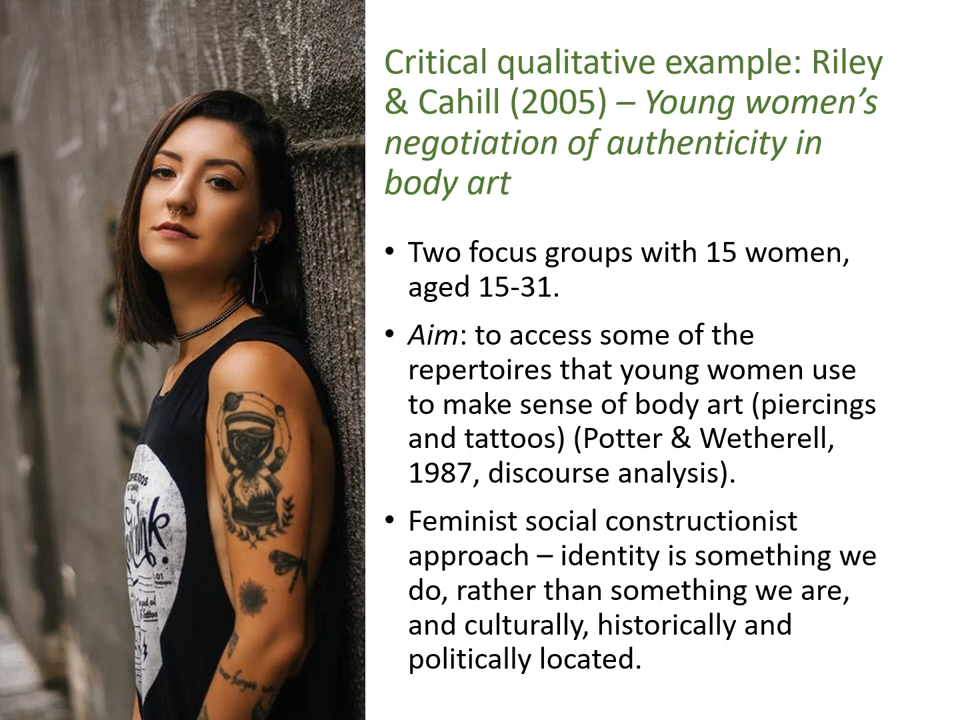 Critical qualitative example: Riley
& Cahill (2005) – Young women’s
negotiation of authenticity in
body art
• Two focus groups with 15 women,
aged 15-31.
• Aim: to access some of the
repertoires that young women use
to make sense of body art (piercings
and tattoos) (Potter & Wetherell,
1987, discourse analysis).
• Feminist social constructionist
approach – identity is something we
do, rather than something we are,
and culturally, historically and
politically located.